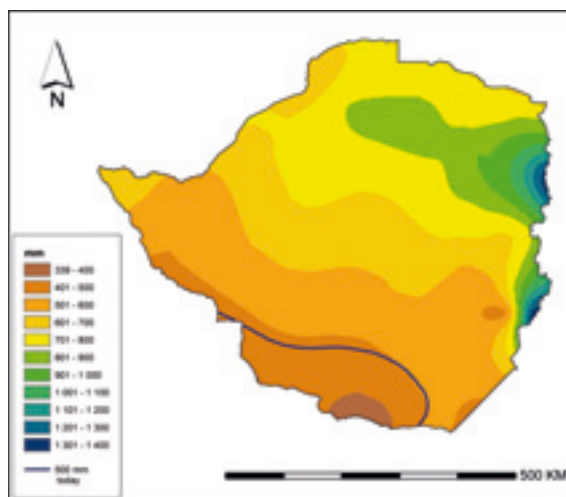 N
mm
339 - 400
401 - 500
501 - 600
601 - 700
701 - 800
801 - 900
901 - 1 000
1 001 - 1 100
1 101 - 1 200
1 201 - 1 300
1 301 - 1 400
500 mm
today
500 KM